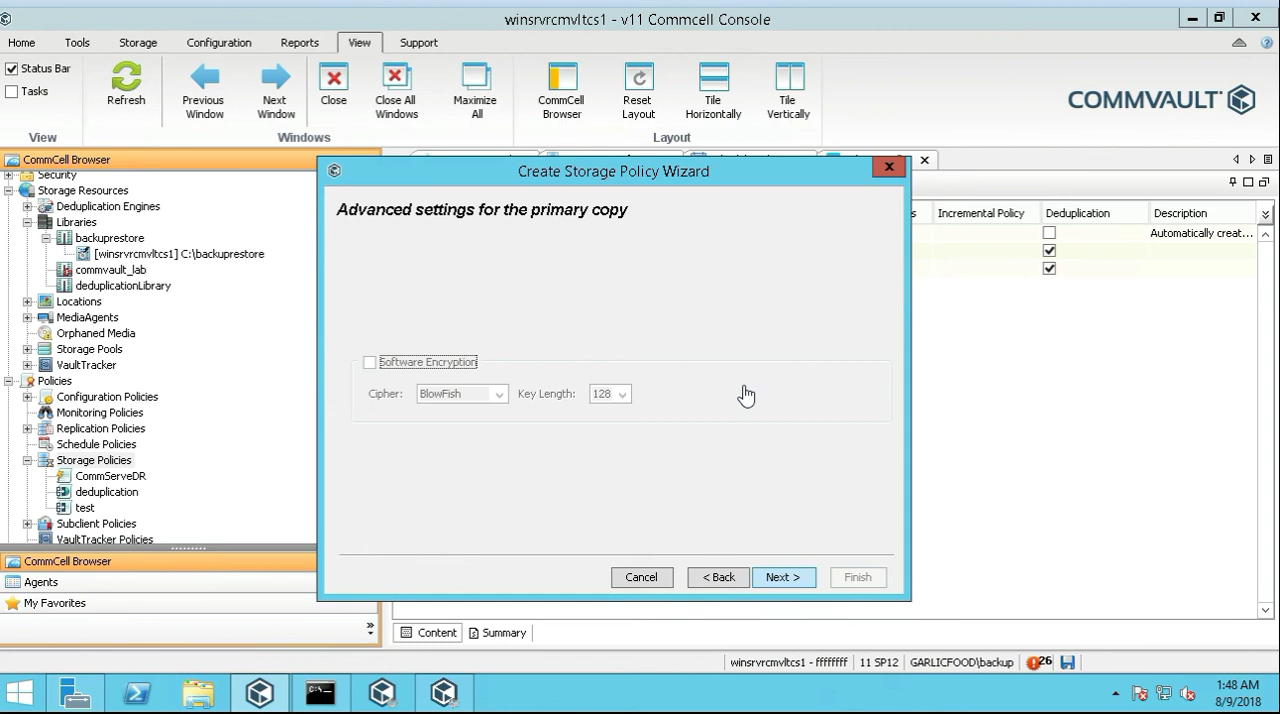 winsrvrcmvltcs1 - v11 Commcell Console
Home Tools Storage Configuration Reports View Support
Status Bar
Tasks
Refresh
Previous Window
Next Window
Close
Close All Windows
Maximize All
CommCell Browser
Reset Layout
Tile Horizontally
Tile Vertically
COMMVAULT
View Windows Layout
CommCell Browser
Security
Storage Resources
Deduplication Engines
Libraries
backuprestore
[winsrvrcmvltcs1] C:\backuprestore
commvault_lab
deduplicationLibrary
Locations
MediaAgents
Orphaned Media
Storage Pools
VaultTracker
Policies
Configuration Policies
Monitoring Policies
Replication Policies
Schedule Policies
Storage Policies
CommServeDR
deduplication
test
Subclient Policies
VaultTracker Policies
CommCell Browser
Agents
My Favorites
Create Storage Policy Wizard
Advanced settings for the primary copy
Software Encryption
Cipher: BlowFish Key Length: 128
Cancel < Back Next > Finish
Incremental Policy Deduplication Description
Automatically creat...
Content Summary
winsrvrcmvltcs1 - ffffffff 11 SP12 GARLICFOOD\backup 26
1:48 AM
8/9/2018